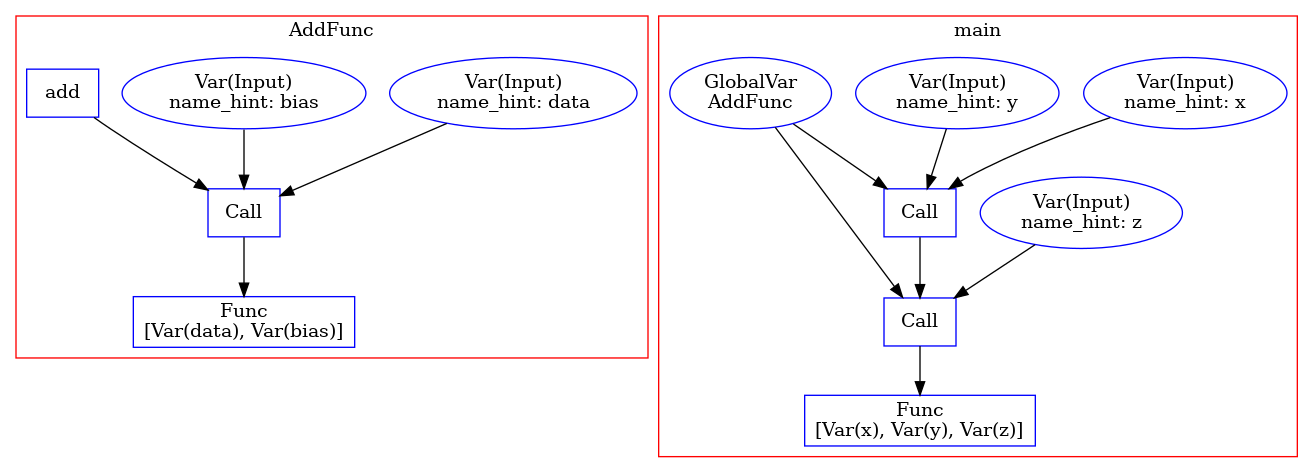 AddFunc
add
Var(Input)
name_hint: bias
Var(Input)
name_hint: data
Call
Func
[Var(data), Var(bias)]
main
GlobalVar
AddFunc
Var(Input)
name_hint: y
Var(Input)
name_hint: x
Call
Var(Input)
name_hint: z
Call
Func
[Var(x), Var(y), Var(z)]